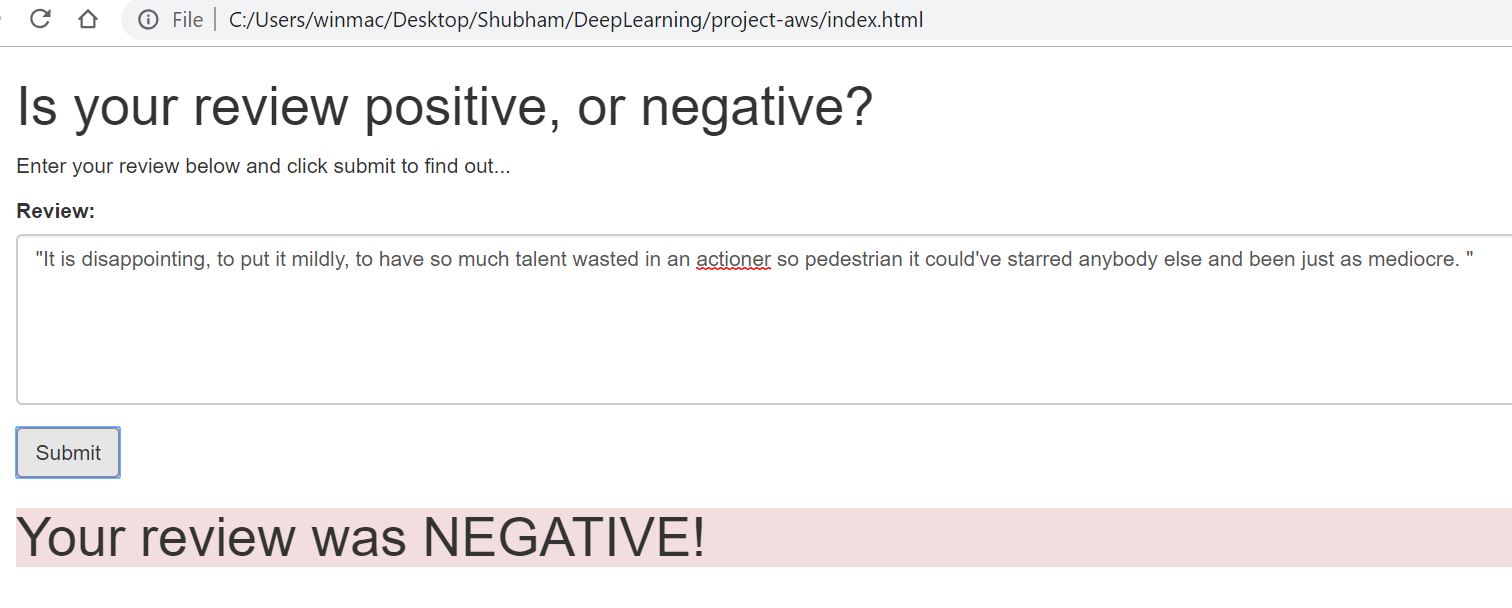 File C:/Users/winmac/Desktop/Shubham/DeepLearning/project-aws/index.html
Is your review positive, or negative?
Enter your review below and click submit to find out...
Review:
"It is disappointing, to put it mildly, to have so much talent wasted in an actioner so pedestrian it could've starred anybody else and been just as mediocre. "
Submit
Your review was NEGATIVE!